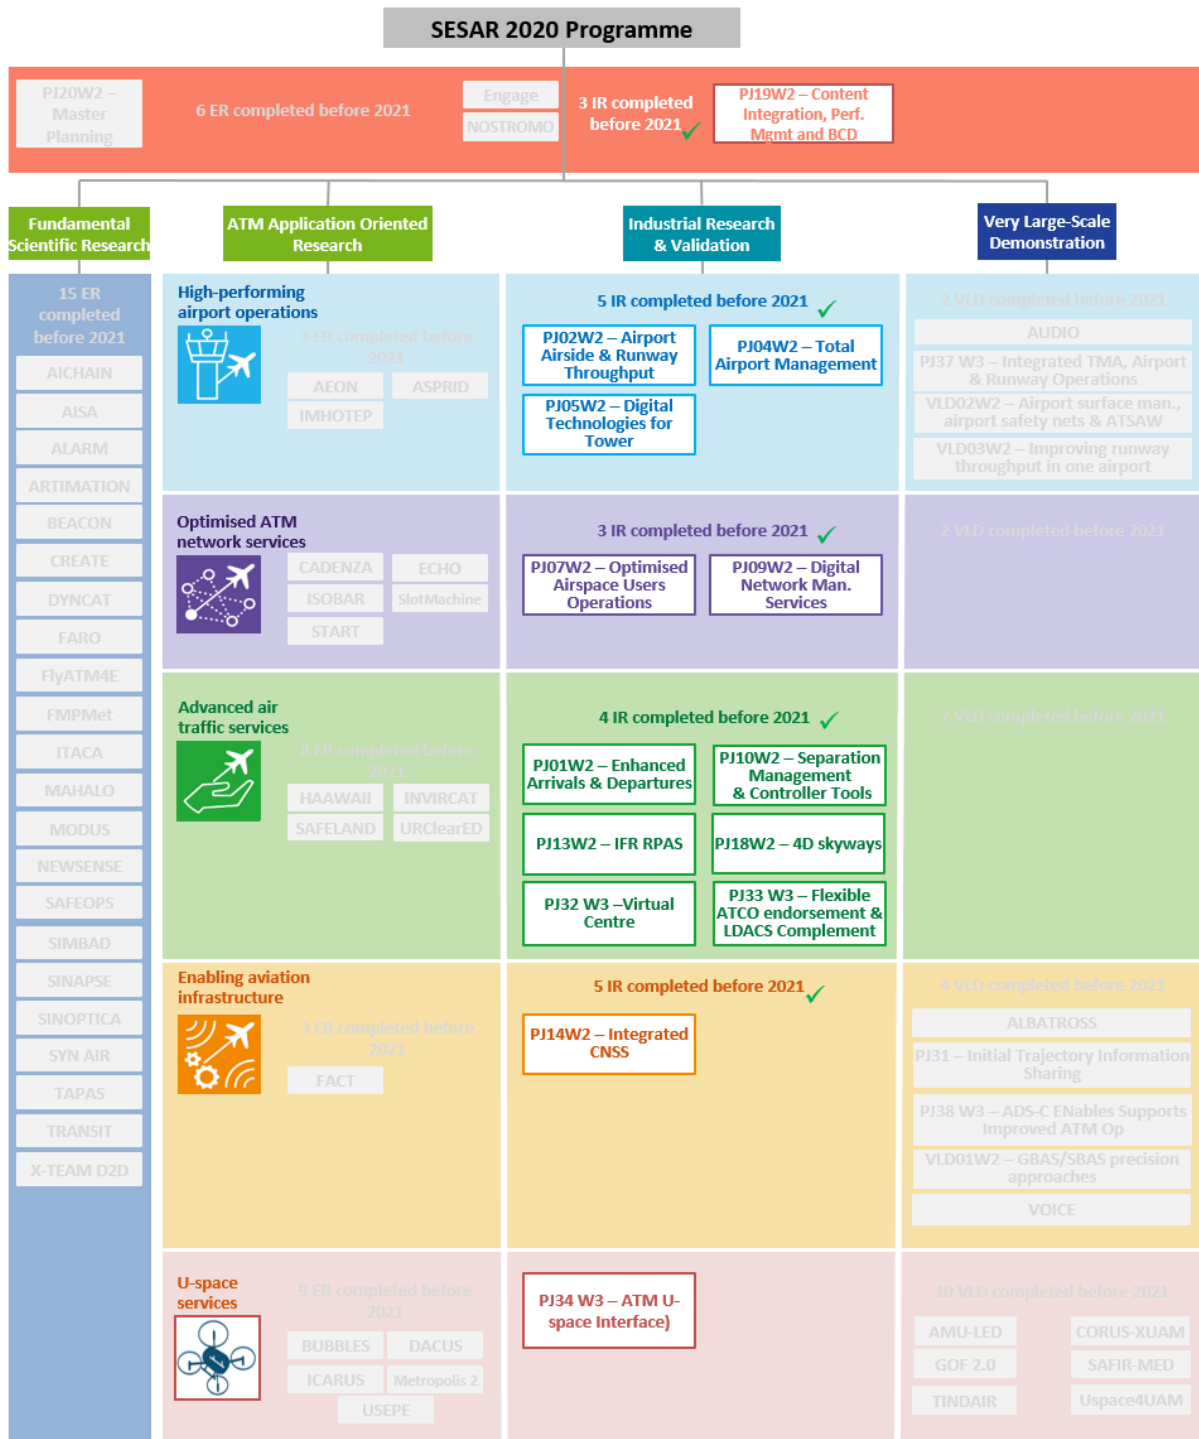 SESAR 2020 Programme
PJ20W2 –
Master
Planning
6 ER completed before 2021
Engage
NOSTROMO
3 IR completed
before 2021
PJ19W2 – Content
Integration, Perf.
Mgmt and BCD
Fundamental
Scientific Research
ATM Application Oriented
Research
Industrial Research
& Validation
Very Large-Scale
Demonstration
15 ER
completed
before 2021
AICHAIN
AISA
ALARM
ARTIMATION
BEACON
CREATE
DYNCAT
FARO
FlyATM4E
FMPMet
ITACA
MAHALO
MODUS
NEWSENSE
SAFEOPS
SIMBAD
SINAPSE
SINOPTICA
SYN AIR
TAPAS
TRANSIT
X-TEAM D2D
High-performing
airport operations
3 ER completed before
2021
AEON
ASPRID
IMHOTEP
5 IR completed before 2021
PJ02W2 – Airport
Airside & Runway
Throughput
PJ04W2 – Total
Airport Management
PJ05W2 – Digital
Technologies for
Tower
2 VLD completed before 2021
AUDIO
PJ37 W3 – Integrated TMA, Airport
& Runway Operations
VLD02W2 – Airport surface man.,
airport safety nets & ATSAW
VLD03W2 – Improving runway
throughput in one airport
Optimised ATM
network services
CADENZA
ECHO
ISOBAR
SlotMachine
START
3 IR completed before 2021
PJ07W2 – Optimised
Airspace Users
Operations
PJ09W2 – Digital
Network Man.
Services
2 VLD completed before 2021
Advanced air
traffic services
8 ER completed before
2021
HAAWAII
INVIRCAT
SAFELAND
URClearED
4 IR completed before 2021
PJ01W2 – Enhanced
Arrivals & Departures
PJ10W2 – Separation
Management
& Controller Tools
PJ13W2 – IFR RPAS
PJ18W2 – 4D skyways
PJ32 W3 –Virtual
Centre
PJ33 W3 – Flexible
ATCO endorsement &
LDACS Complement
2 VLD completed before 2021
Enabling aviation
infrastructure
3 ER completed before
2021
FACT
5 IR completed before 2021
PJ14W2 – Integrated
CNSS
4 VLD completed before 2021
ALBATROSS
PJ31 – Initial Trajectory Information
Sharing
PJ38 W3 – ADS-C ENables Supports
Improved ATM Op
VLD01W2 – GBAS/SBAS precision
approaches
VOICE
U-space
services
9 ER completed before
2021
BUBBLES
DACUS
ICARUS
Metropolis 2
USEPE
PJ34 W3 – ATM U-
space Interface)
10 VLD completed before 2021
AMU-LED
CORUS-XUAM
GOF 2.0
SAFIR-MED
TINDAIR
Uspace4UAM